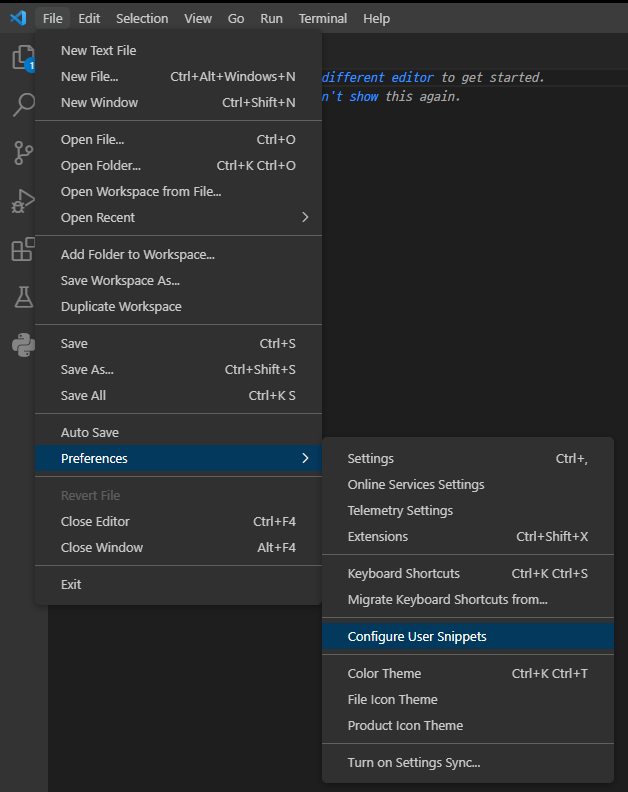 File Edit Selection View Go Run Terminal Help
1
different editor to get started.
n't show this again.
New Text File
New File... Ctrl+Alt+Windows+N
New Window Ctrl+Shift+N
Open File... Ctrl+O
Open Folder... Ctrl+K Ctrl+O
Open Workspace from File...
Open Recent
Add Folder to Workspace...
Save Workspace As...
Duplicate Workspace
Save Ctrl+S
Save As... Ctrl+Shift+S
Save All Ctrl+K S
Auto Save
Preferences
Revert File
Close Editor Ctrl+F4
Close Window Alt+F4
Exit
Settings Ctrl+,
Online Services Settings
Telemetry Settings
Extensions Ctrl+Shift+X
Keyboard Shortcuts Ctrl+K Ctrl+S
Migrate Keyboard Shortcuts from...
Configure User Snippets
Color Theme Ctrl+K Ctrl+T
File Icon Theme
Product Icon Theme
Turn on Settings Sync...